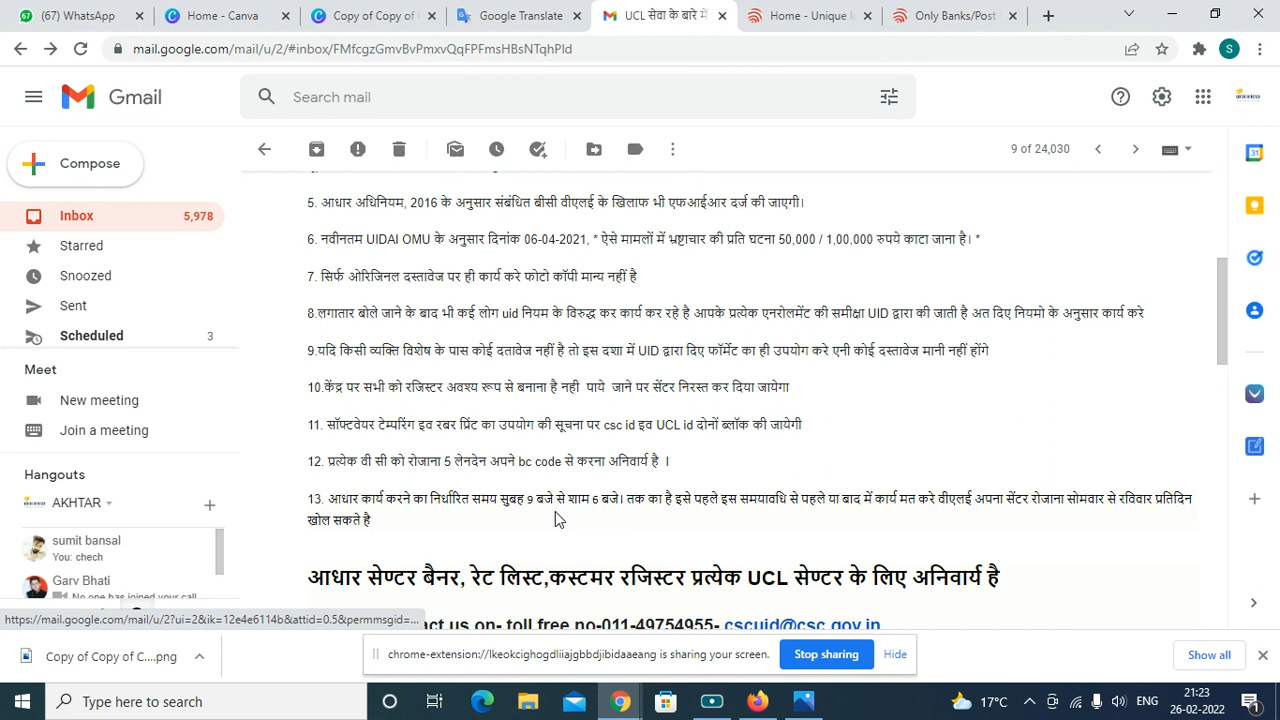 (67) WhatsApp
Home - Canva
Copy of Copy of
Google Translate
UCL सेवा के बारे में
Home - Unique I
Only Banks/Post
mail.google.com/mail/u/2/#inbox/FMfcgzGmvBvPmxvQqFPFmsHBsNTqhPld
S
Gmail
Search mail
Compose
9 of 24,030
Inbox 5,978
Starred
Snoozed
Sent
Scheduled 3
Meet
New meeting
Join a meeting
Hangouts
AKHTAR
sumit bansal
You: chech
Garv Bhati
No one has joined your call
5. आधार अधिनियम, 2016 के अनुसार संबंधित बीसी वीएलई के खिलाफ भी एफआईआर दर्ज की जाएगी।
6. नवीनतम UIDAI OMU के अनुसार दिनांक 06-04-2021, * ऐसे मामलों में भ्रष्टाचार की प्रति घटना 50,000 / 1,00,000 रुपये काटा जाना है। *
7. सिर्फ ओरिजिनल दस्तावेज पर ही कार्य करे फोटो कॉपी मान्य नहीं है
8.लगातार बोले जाने के बाद भी कई लोग uid नियम के विरुद्ध कर कार्य कर रहे है आपके प्रत्येक एनरोलमेंट की समीक्षा UID द्वारा की जाती है अत दिए नियमो के अनुसार कार्य करे
9.यदि किसी व्यक्ति विशेष के पास कोई दतावेज नहीं है तो इस दशा में UID द्वारा दिए फॉर्मेट का ही उपयोग करे एनी कोई दस्तावेज मानी नहीं होंगे
10.केंद्र पर सभी को रजिस्टर अवश्य रूप से बनाना है नही पाये जाने पर सेंटर निरस्त कर दिया जायेगा
11. सॉफ्टवेयर टेम्परिंग इव रबर प्रिंट का उपयोग की सूचना पर csc id इव UCL id दोनों ब्लॉक की जायेगी
12. प्रत्येक वी सी को रोजाना 5 लेनदेन अपने bc code से करना अनिवार्य है ।
13. आधार कार्य करने का निर्धारित समय सुबह 9 बजे से शाम 6 बजे। तक का है इसे पहले इस समयावधि से पहले या बाद में कार्य मत करे वीएलई अपना सेंटर रोजाना सोमवार से रविवार प्रतिदिन
खोल सकते है
आधार सेण्टर बैनर, रेट लिस्ट,कस्टमर रजिस्टर प्रत्येक UCL सेण्टर के लिए अनिवार्य है
act us on- toll free no-011-49754955- cscuid@csc.gov.in
https://mail.google.com/mail/u/2?ui=2&ik=12e4e6114b&attid=0.5&permmsgid=...
Copy of Copy of C....png
chrome-extension://lkeokcighogdliiajgbbdjibidaaeang is sharing your screen.
Stop sharing
Hide
Show all
Type here to search
17°C
ENG
21:23
26-02-2022
1